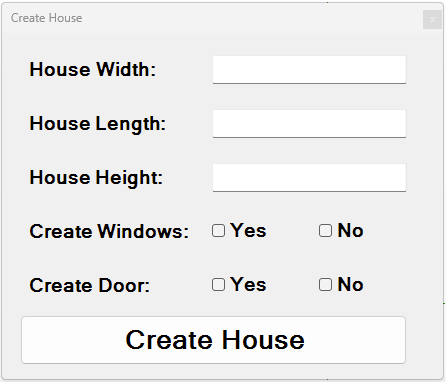 Create House
House Width:
House Length:
House Height:
Create Windows: Yes No
Create Door: Yes No
Create House